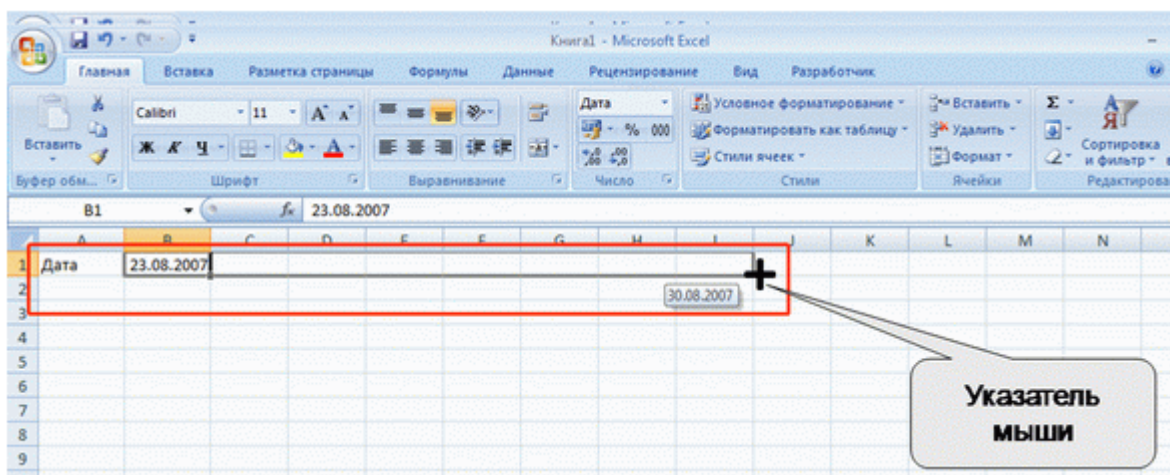 Книга1 - Microsoft Excel
Главная Вставка Разметка страницы Формулы Данные Рецензирование Вид Разработчик
Calibri 11 A A Дата Условное форматирование Вставить Σ А Я
Вставить % 000 Форматировать как таблицу Удалить Сортировка
Ж К Ч ,00 Стили ячеек Формат и фильтр
Буфер обм... Шрифт Выравнивание Число Стили Ячейки Редактирова
B1 fx 23.08.2007
A B C D E F G H I J K L M N
1 Дата 23.08.2007
2 30.08.2007
3
4
5
6 Указатель
7 мыши
8
9